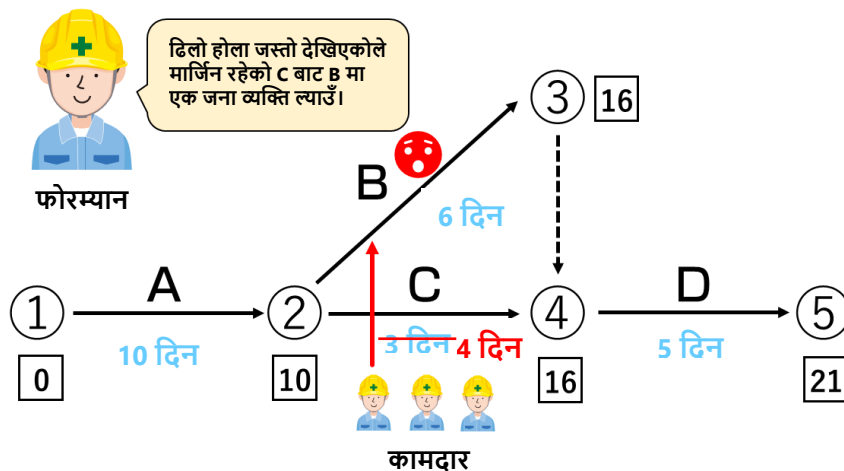 ढिलो होला जस्तो देखिएकोले
मार्जिन रहेको C बाट B मा
एक जना व्यक्ति ल्याउँ।
फोरम्यान
③ 16
B
6 दिन
A
C
D
① ② ④ ⑤
10 दिन
3 दिन 4 दिन
5 दिन
0 10 16 21
कामदार